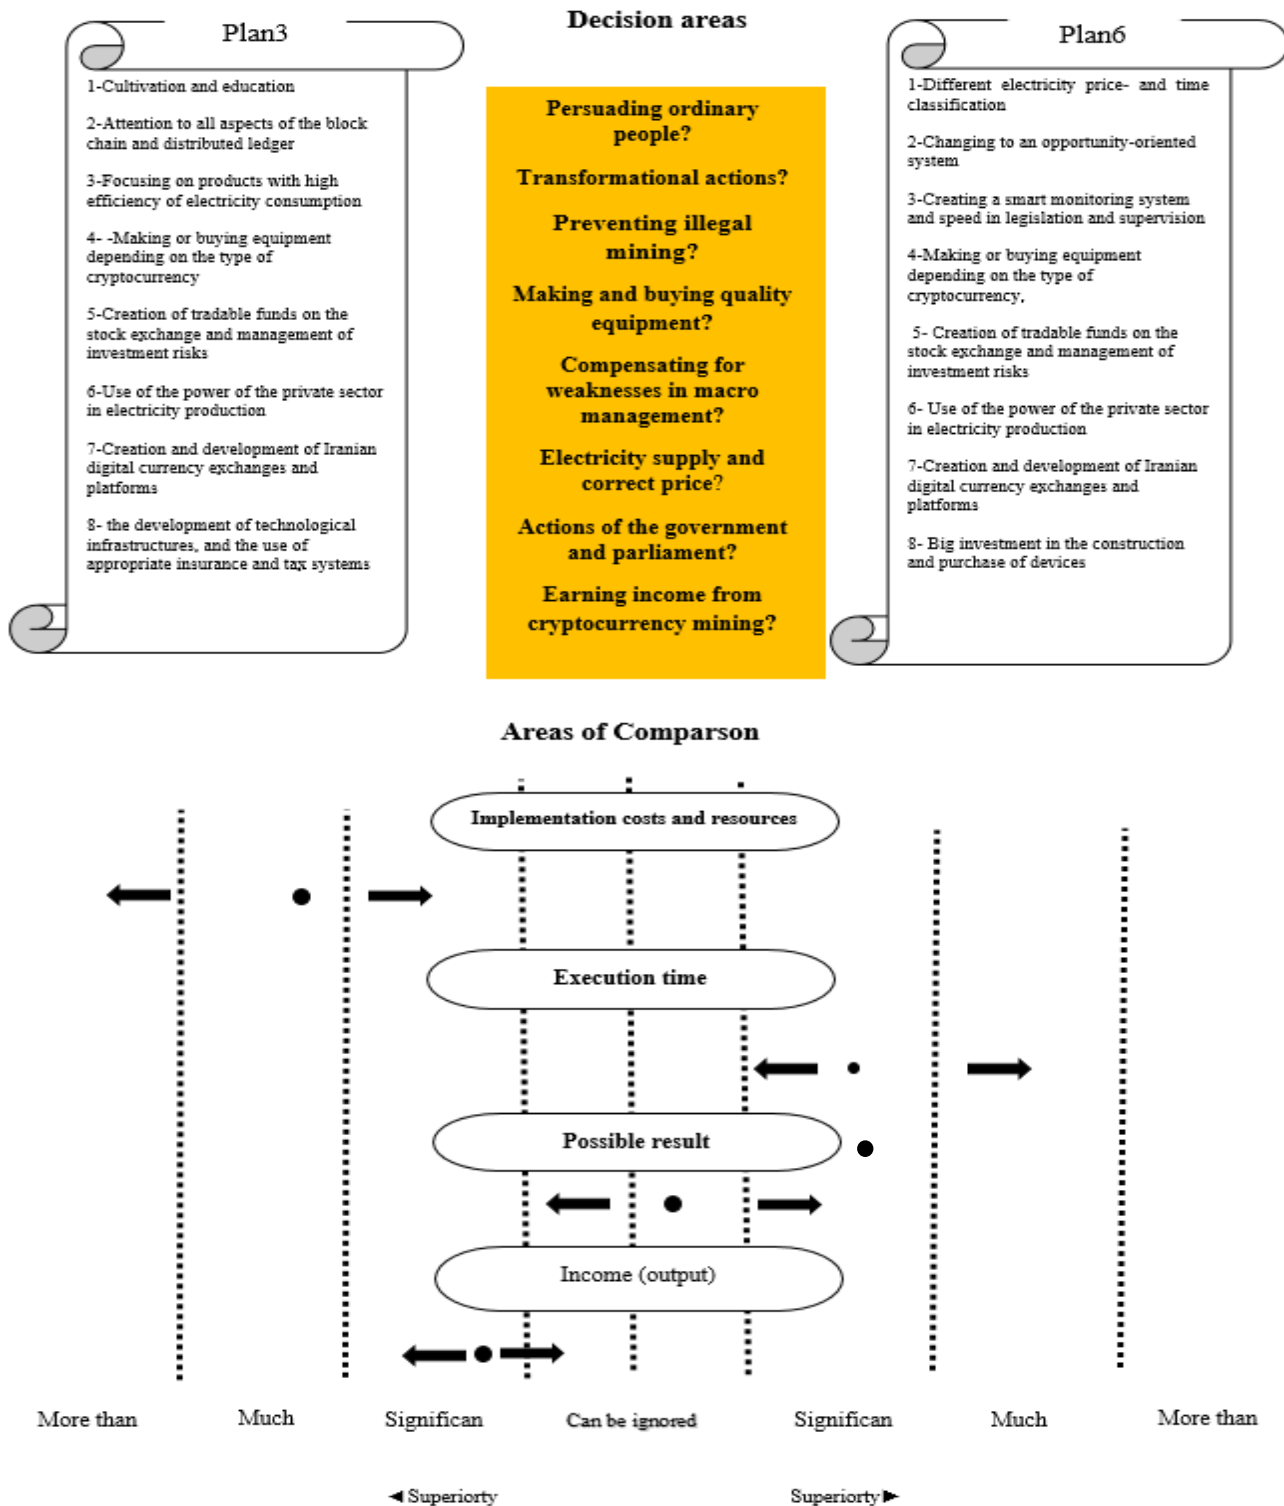 Plan3
1-Cultivation and education
2-Attention to all aspects of the block
chain and distributed ledger
3-Focusing on products with high
efficiency of electricity consumption
4- -Making or buying equipment
depending on the type of
cryptocurrency
5-Creation of tradable funds on the
stock exchange and management of
investment risks
6-Use of the power of the private sector
in electricity production
7-Creation and development of Iranian
digital currency exchanges and
platforms
8- the development of technological
infrastructures, and the use of
appropriate insurance and tax systems
Decision areas
Persuading ordinary
people?
Transformational actions?
Preventing illegal
mining?
Making and buying quality
equipment?
Compensating for
weaknesses in macro
management?
Electricity supply and
correct price?
Actions of the government
and parliament?
Earning income from
cryptocurrency mining?
Plan6
1-Different electricity price- and time
classification
2-Changing to an opportunity-oriented
system
3-Creating a smart monitoring system
and speed in legislation and supervision
4-Making or buying equipment
depending on the type of
cryptocurrency,
5- Creation of tradable funds on the
stock exchange and management of
investment risks
6- Use of the power of the private sector
in electricity production
7-Creation and development of Iranian
digital currency exchanges and
platforms
8- Big investment in the construction
and purchase of devices
Areas of Comparson
Implementation costs and resources
Execution time
Possible result
Income (output)
More than Much Significan Can be ignored Significan Much More than
Superiorty Superiorty